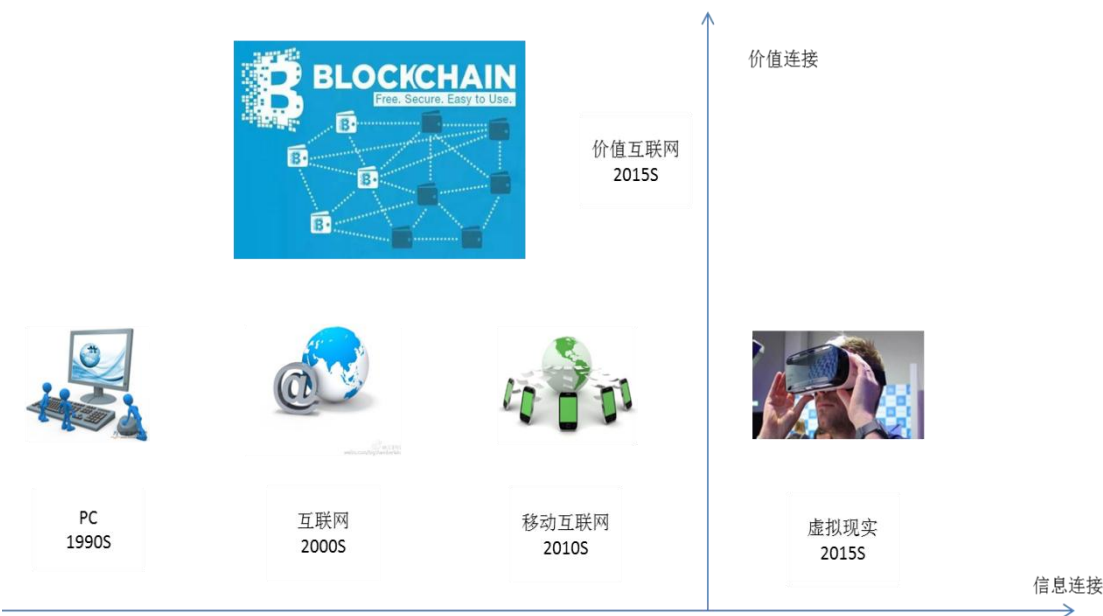 价值连接
BLOCKCHAIN
Free. Secure. Easy to Use.
价值互联网
2015S
PC
1990S
互联网
2000S
移动互联网
2010S
虚拟现实
2015S
信息连接